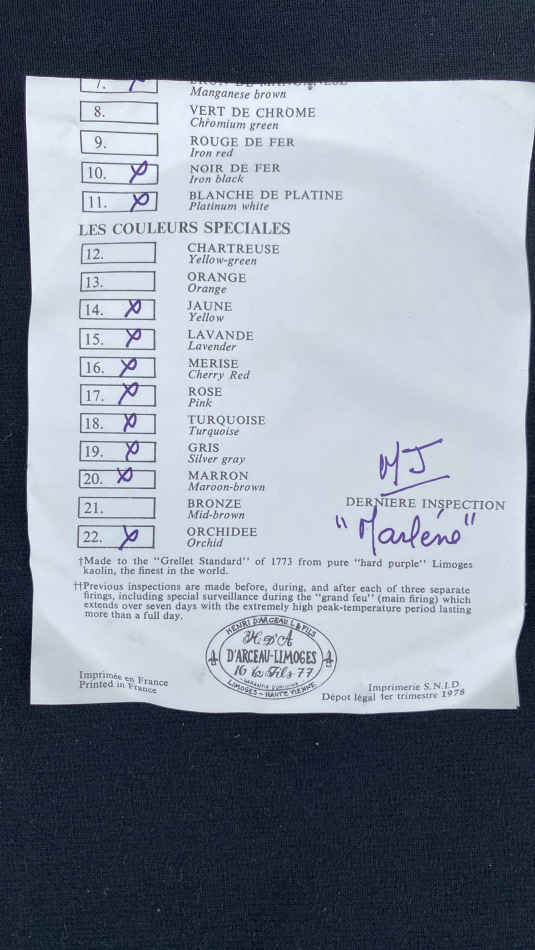 7.
Manganese brown
8. VERT DE CHROME
Chromium green
9. ROUGE DE FER
Iron red
10. X NOIR DE FER
Iron black
11. X BLANCHE DE PLATINE
Platinum white
LES COULEURS SPECIALES
12. CHARTREUSE
Yellow-green
13. ORANGE
Orange
14. X JAUNE
Yellow
15. X LAVANDE
Lavender
16. X MERISE
Cherry Red
17. X ROSE
Pink
18. X TURQUOISE
Turquoise
19. X GRIS
Silver gray
20. X MARRON
Maroon-brown
21. BRONZE
Mid-brown
22. X ORCHIDEE
Orchid
MJ
DERNIERE INSPECTION
"Marlène"
†Made to the "Grellet Standard" of 1773 from pure "hard purple" Limoges
kaolin, the finest in the world.
††Previous inspections are made before, during, and after each of three separate
firings, including special surveillance during the "grand feu" (main firing) which
extends over seven days with the extremely high peak-temperature period lasting
more than a full day.
HENRI D'ARCEAU & FILS
H. D'A
D'ARCEAU-LIMOGES
LIMOGES - HAUTE VIENNE
Imprimée en France
Printed in France
Imprimerie S.N.I.D.
Dépot légal 1er trimestre 1978